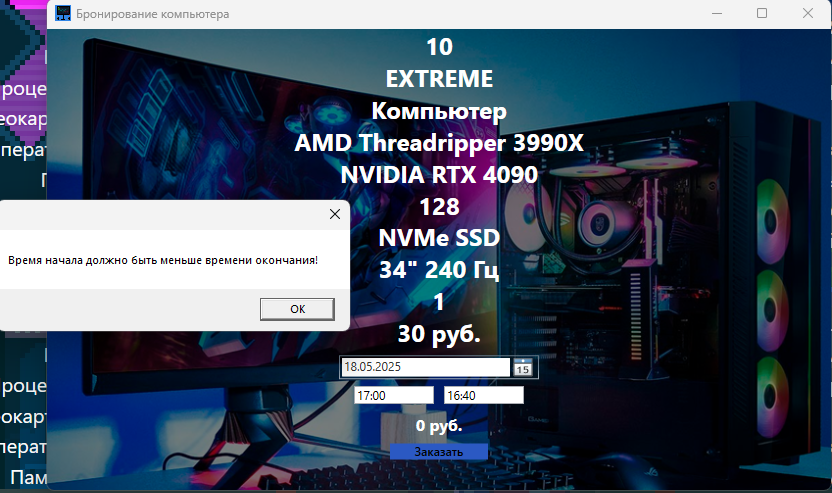 Бронирование компьютера
10
EXTREME
Компьютер
AMD Threadripper 3990X
NVIDIA RTX 4090
128
NVMe SSD
34" 240 Гц
1
30 руб.
18.05.2025
15
17:00
16:40
0 руб.
Заказать
Время начала должно быть меньше времени окончания!
ОК
роце
еокар
перат
роце
еокарт
перат
Пам